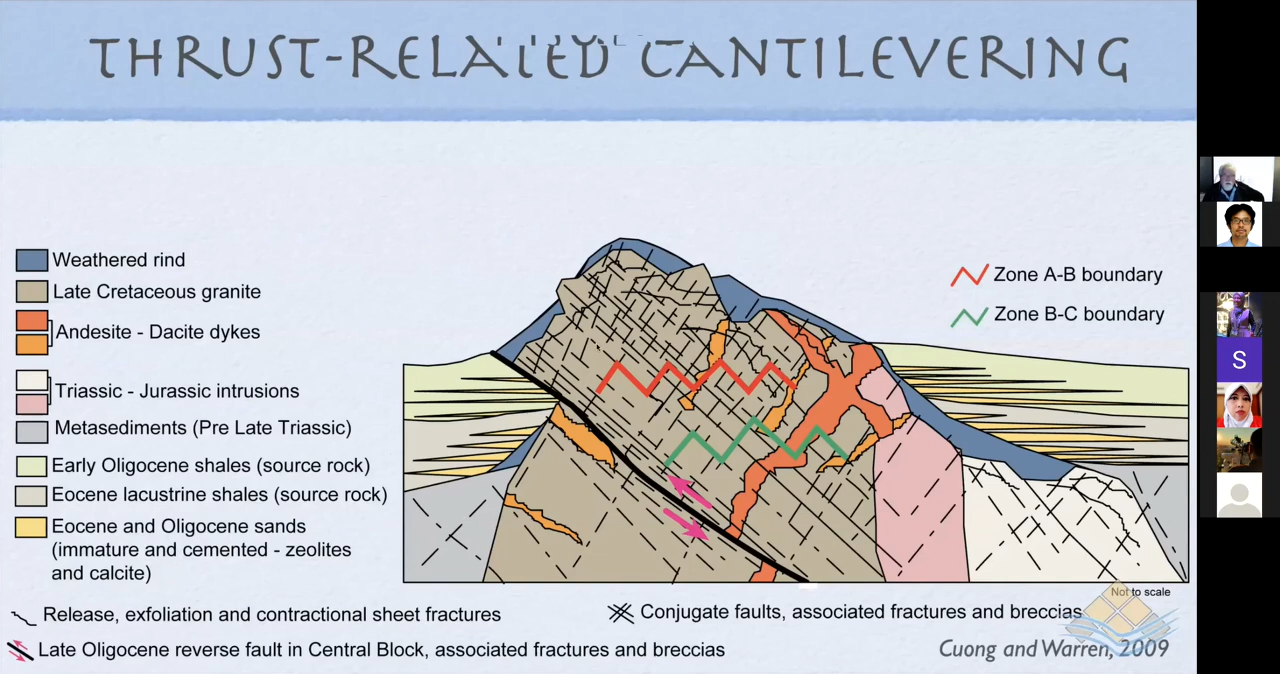 THRUST-RELATED CANTILEVERING
Weathered rind
Late Cretaceous granite
Andesite - Dacite dykes
Triassic - Jurassic intrusions
Metasediments (Pre Late Triassic)
Early Oligocene shales (source rock)
Eocene lacustrine shales (source rock)
Eocene and Oligocene sands
(immature and cemented - zeolites
and calcite)
Zone A-B boundary
Zone B-C boundary
S
Not to scale
Release, exfoliation and contractional sheet fractures
Conjugate faults, associated fractures and breccias
Late Oligocene reverse fault in Central Block, associated fractures and breccias
Cuong and Warren, 2009